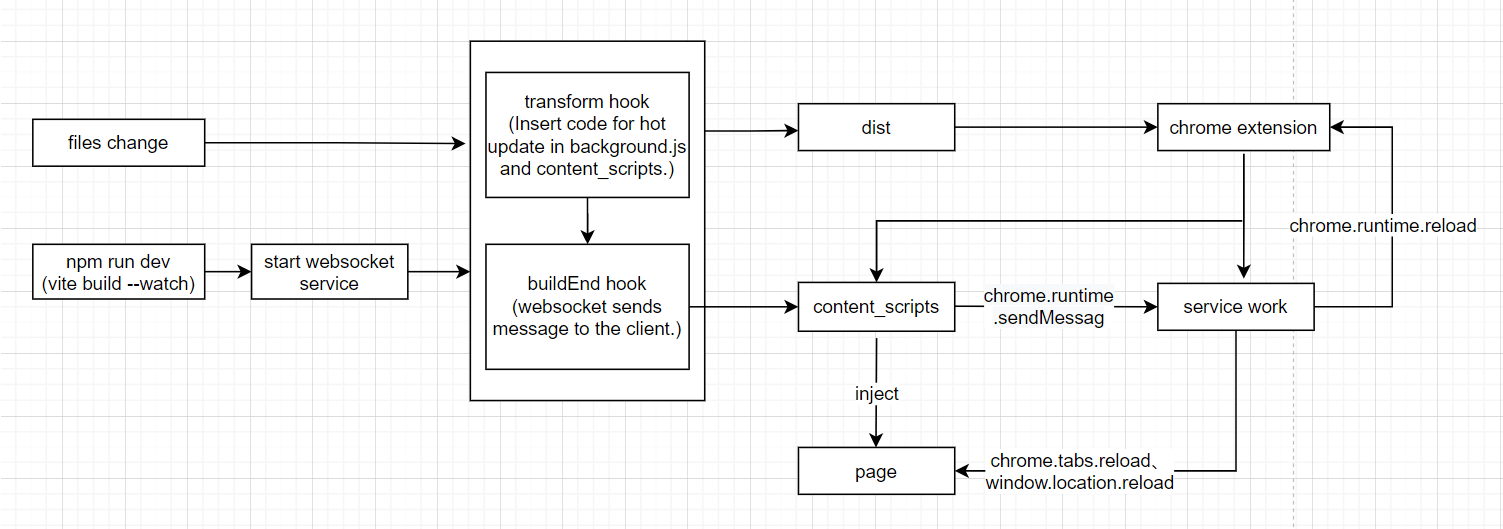 files change
npm run dev
(vite build --watch)
start websocket
service
transform hook
(Insert code for hot
update in background.js
and content_scripts.)
buildEnd hook
(websocket sends
message to the client.)
dist
chrome extension
chrome.runtime.reload
content_scripts
chrome.runtime
.sendMessag
service work
inject
page
chrome.tabs.reload、
window.location.reload